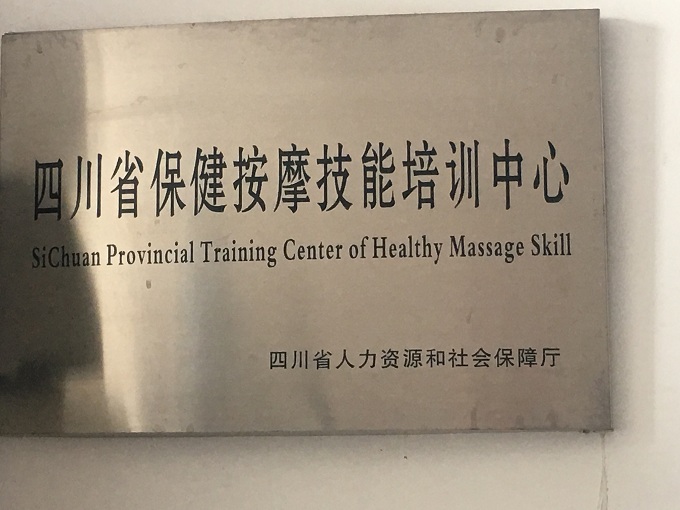 四川省保健按摩技能培训中心
SiChuan Provincial Training Center of Healthy Massage Skill
四川省人力资源和社会保障厅